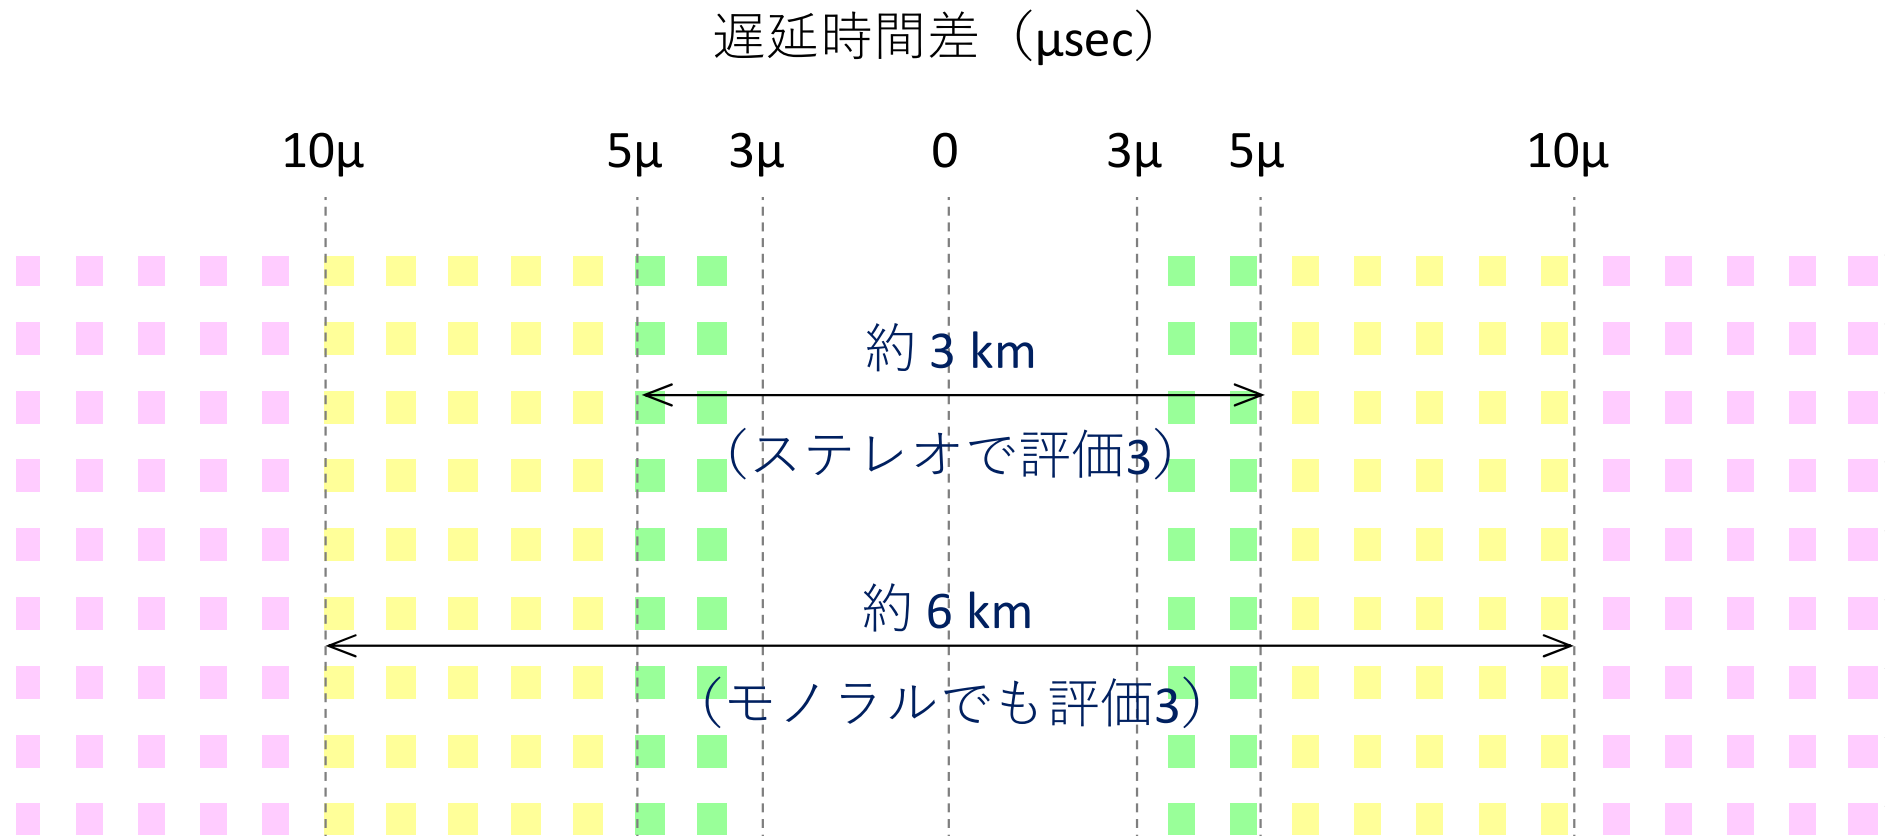 遅延時間差（μsec）
10μ 5μ 3μ 0 3μ 5μ 10μ
約 3 km
（ステレオで評価3）
約 6 km
（モノラルでも評価3）